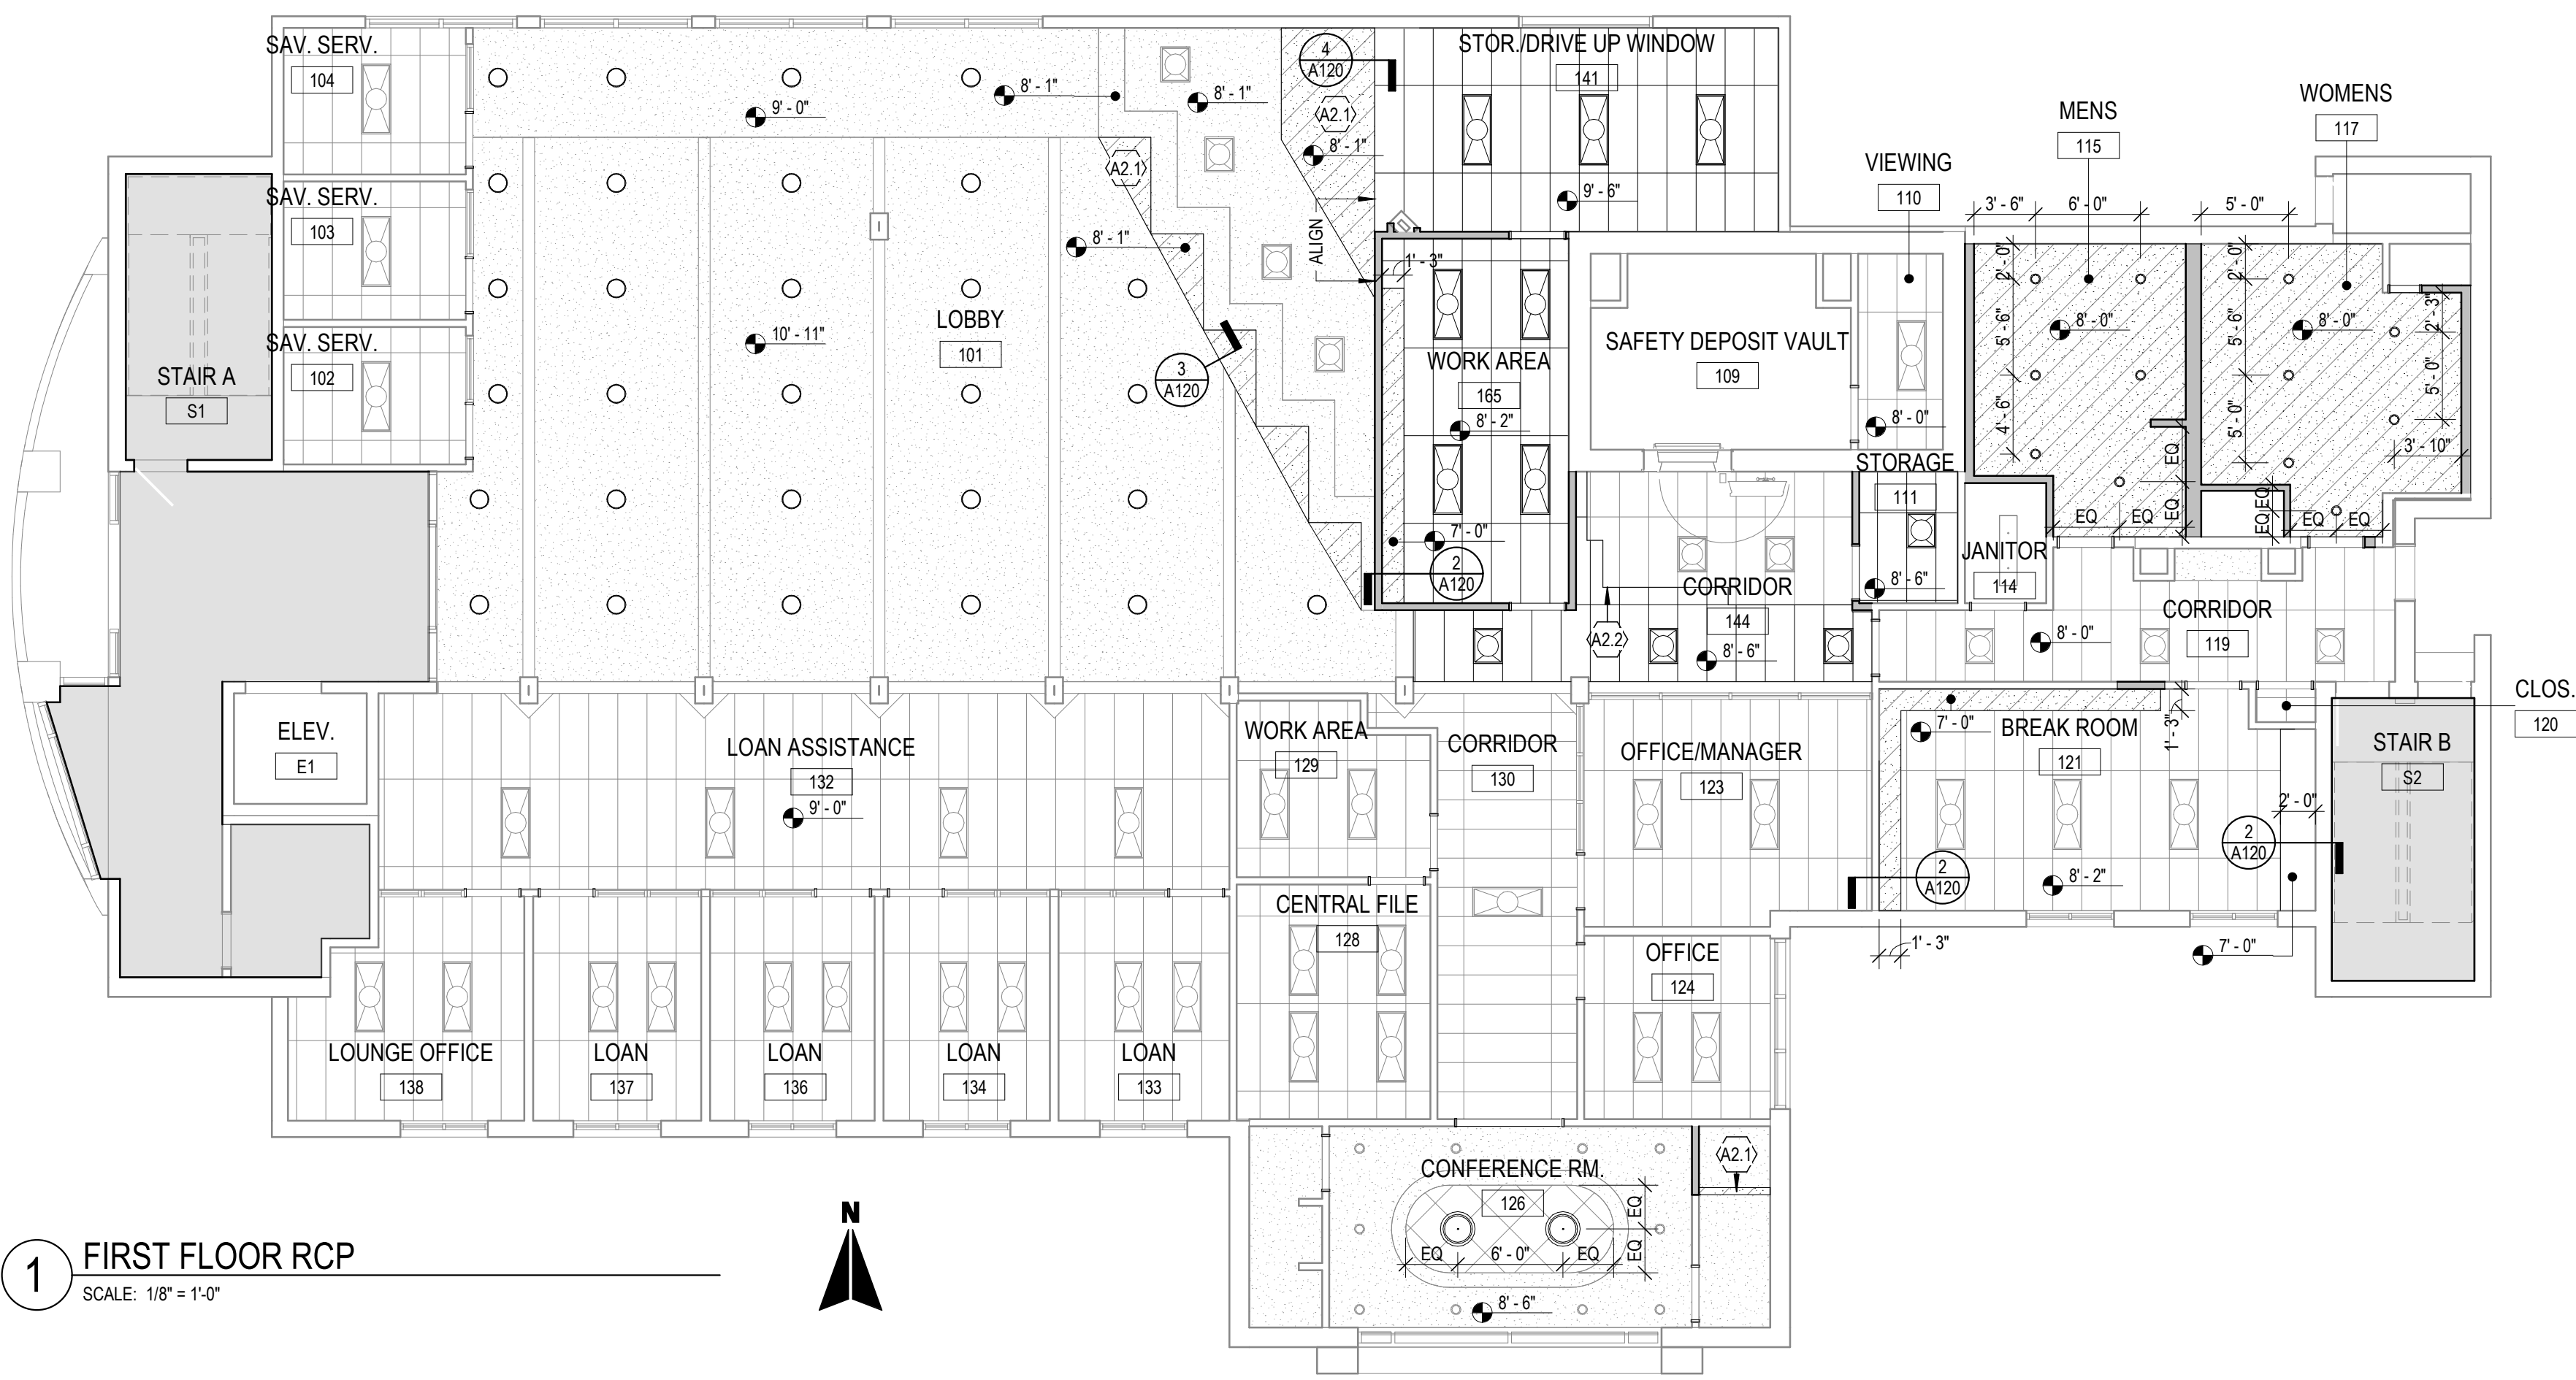 SAV. SERV.
104
SAV. SERV.
103
SAV. SERV.
102
STAIR A
S1
9' - 0"
8' - 1"
8' - 1"
4
A120
A2.1
8' - 1"
A2.1
8' - 1"
ALIGN
10' - 11"
LOBBY
101
3
A120
STOR./DRIVE UP WINDOW
141
9' - 6"
1' - 3"
WORK AREA
165
8' - 2"
7' - 0"
2
A120
SAFETY DEPOSIT VAULT
109
VIEWING
110
8' - 0"
STORAGE
111
8' - 6"
JANITOR
114
MENS
115
3' - 6"
6' - 0"
2' - 0"
5' - 6"
4' - 6"
8' - 0"
EQ
EQ
EQ
EQ
WOMENS
117
5' - 0"
2' - 0"
5' - 6"
5' - 0"
8' - 0"
2' - 3"
5' - 0"
3' - 10"
EQ
EQ
EQ
EQ
CORRIDOR
144
A2.2
8' - 6"
CORRIDOR
119
8' - 0"
CLOS.
120
ELEV.
E1
LOAN ASSISTANCE
132
9' - 0"
WORK AREA
129
CORRIDOR
130
OFFICE/MANAGER
123
7' - 0"
BREAK ROOM
121
1' - 3"
8' - 2"
2' - 0"
2
A120
2
A120
1' - 3"
7' - 0"
STAIR B
S2
CENTRAL FILE
128
OFFICE
124
LOUNGE OFFICE
138
LOAN
137
LOAN
136
LOAN
134
LOAN
133
CONFERENCE RM.
126
EQ
EQ
EQ
6' - 0"
EQ
8' - 6"
A2.1
N
1
FIRST FLOOR RCP
SCALE: 1/8" = 1'-0"